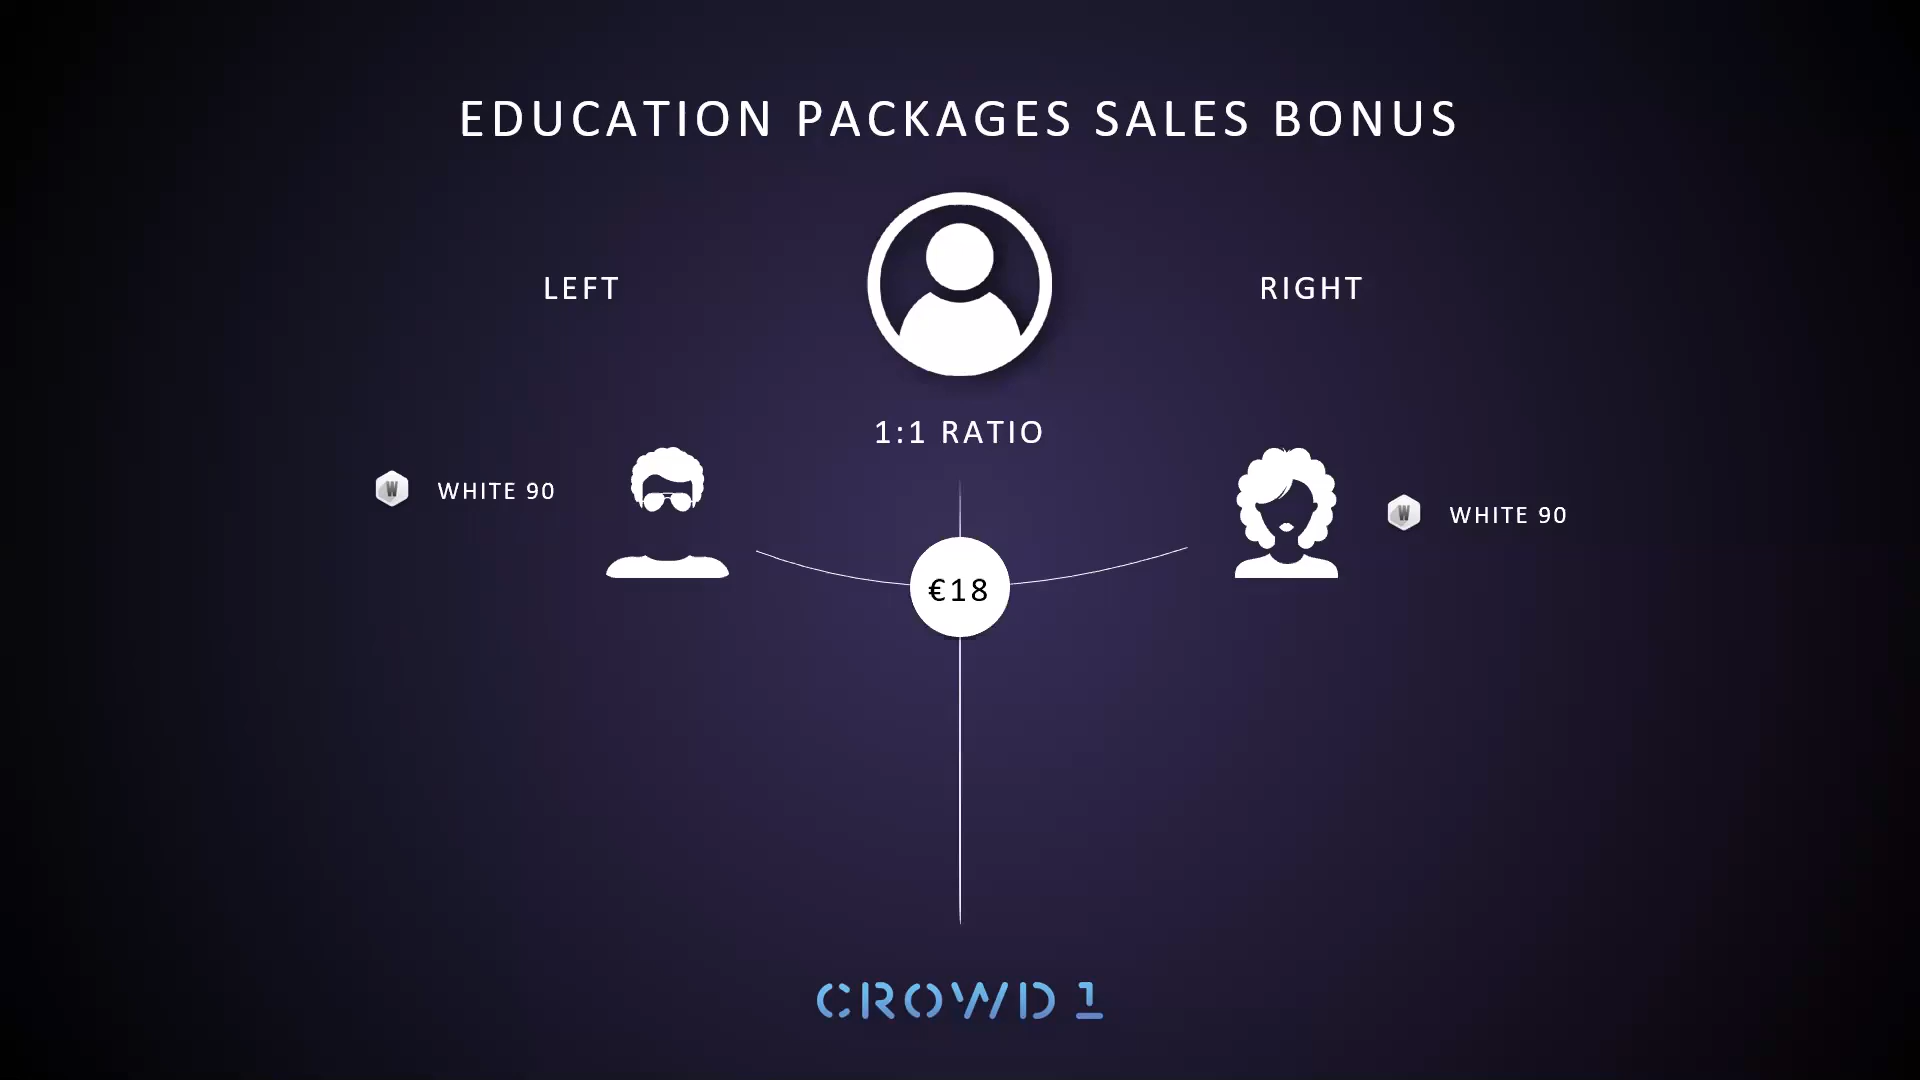 EDUCATION PACKAGES SALES BONUS
LEFT
RIGHT
1:1 RATIO
W WHITE 90
W WHITE 90
€18
CROWD 1